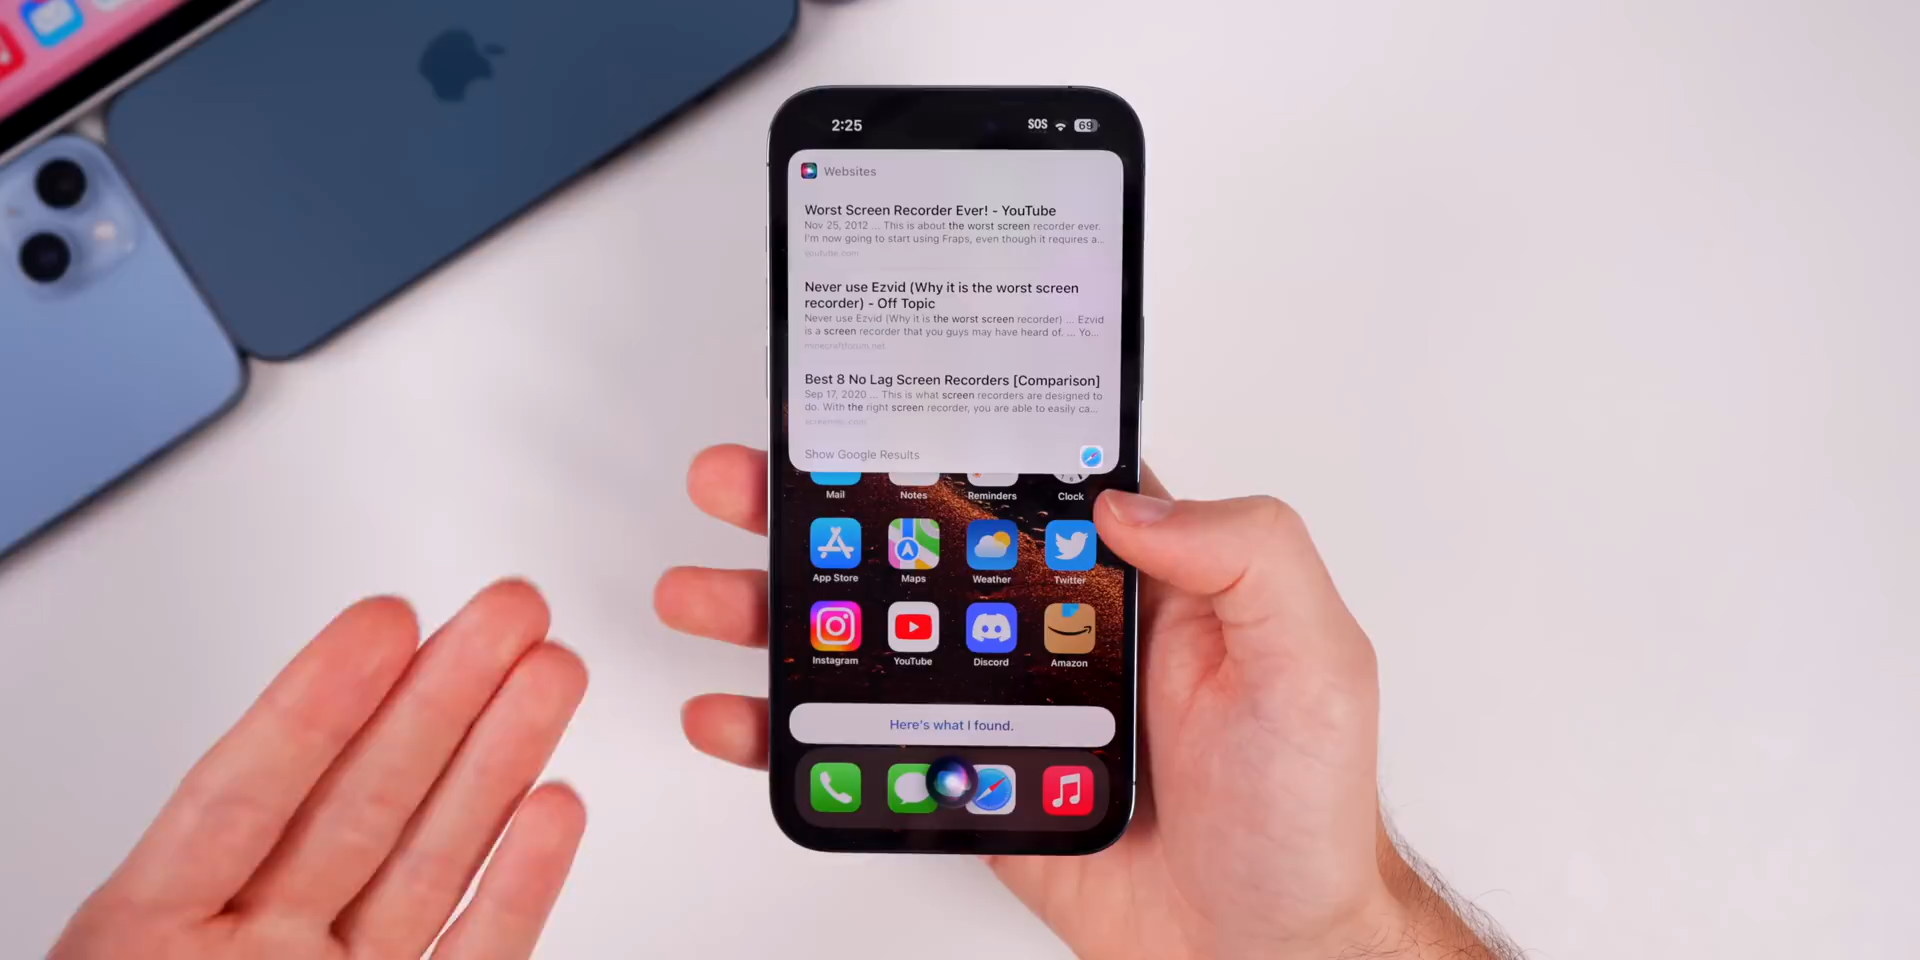 2:25
SOS
69
Websites
Worst Screen Recorder Ever! - YouTube
Nov 25, 2012 ... This is about the worst screen recorder ever.
I'm now going to start using Fraps, even though it requires a...
youtube.com
Never use Ezvid (Why it is the worst screen
recorder) - Off Topic
Never use Ezvid (Why it is the worst screen recorder) ... Ezvid
is a screen recorder that you guys may have heard of. ... Yo...
minecraftforum.net
Best 8 No Lag Screen Recorders [Comparison]
Sep 17, 2020 ... This is what screen recorders are designed to
do. With the right screen recorder, you are able to easily ca...
Show Google Results
Mail
Notes
Reminders
Clock
App Store
Maps
Weather
Twitter
Instagram
YouTube
Discord
Amazon
Here's what I found.